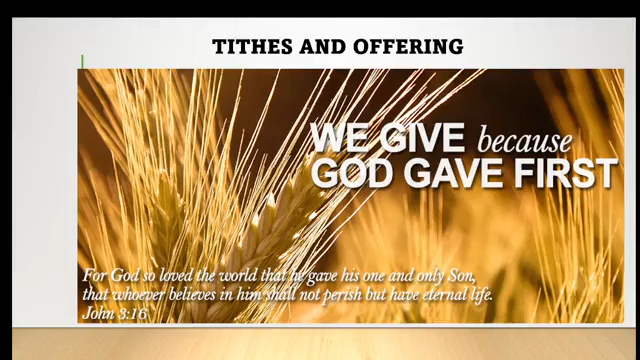 TITHES AND OFFERING
WE GIVE because
GOD GAVE FIRST
For God so loved the world that he gave his one and only Son,
that whoever believes in him shall not perish but have eternal life.
John 3:16